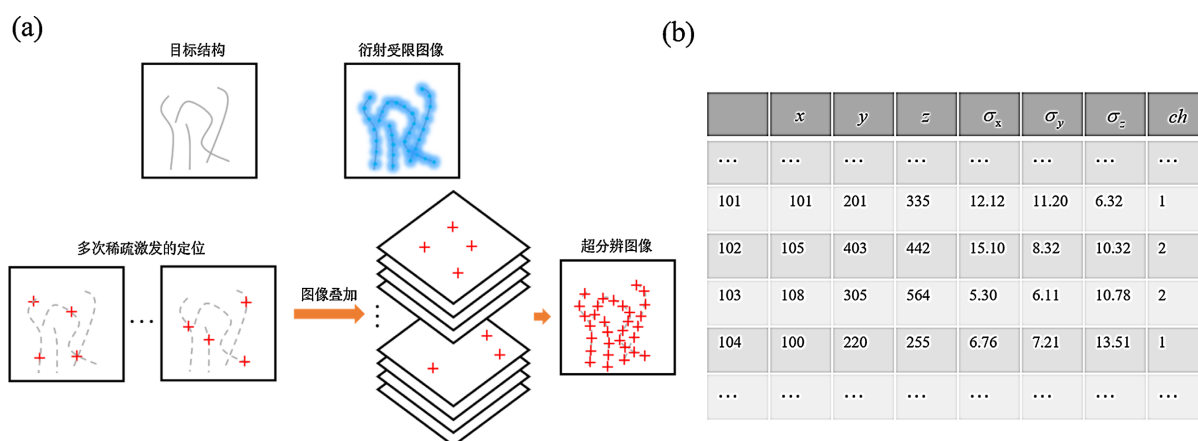 (a)
目标结构
衍射受限图像
多次稀疏激发的定位
...
图像叠加
⋮
超分辨图像
(b)
x y z σx σy σz ch
... ... ... ... ... ... ... ...
101 101 201 335 12.12 11.20 6.32 1
102 105 403 442 15.10 8.32 10.32 2
103 108 305 564 5.30 6.11 10.78 2
104 100 220 255 6.76 7.21 13.51 1
... ... ... ... ... ... ... ...